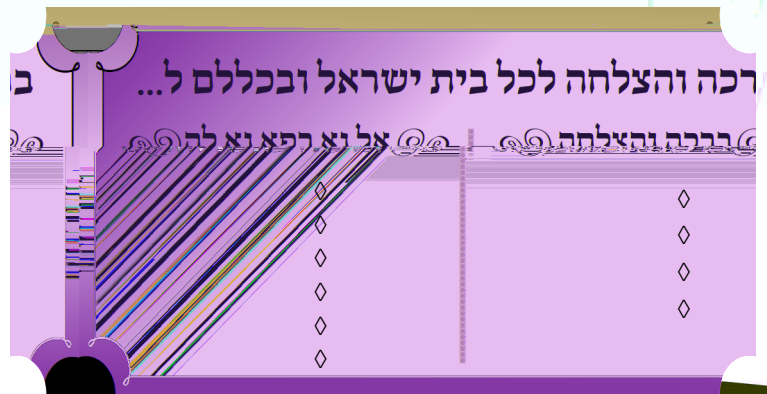 רכה והצלחה לכל בית ישראל ובכללם ל...
ברכה והצלחה
אל נא רפא נא לה